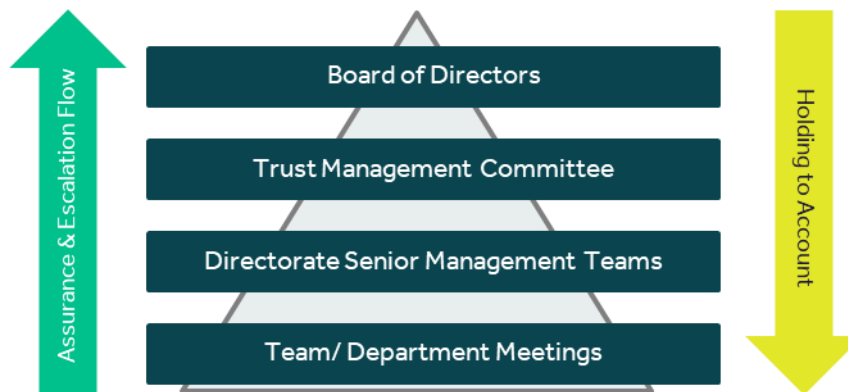 Assurance & Escalation Flow
Board of Directors
Trust Management Committee
Directorate Senior Management Teams
Team/ Department Meetings
Holding to Account